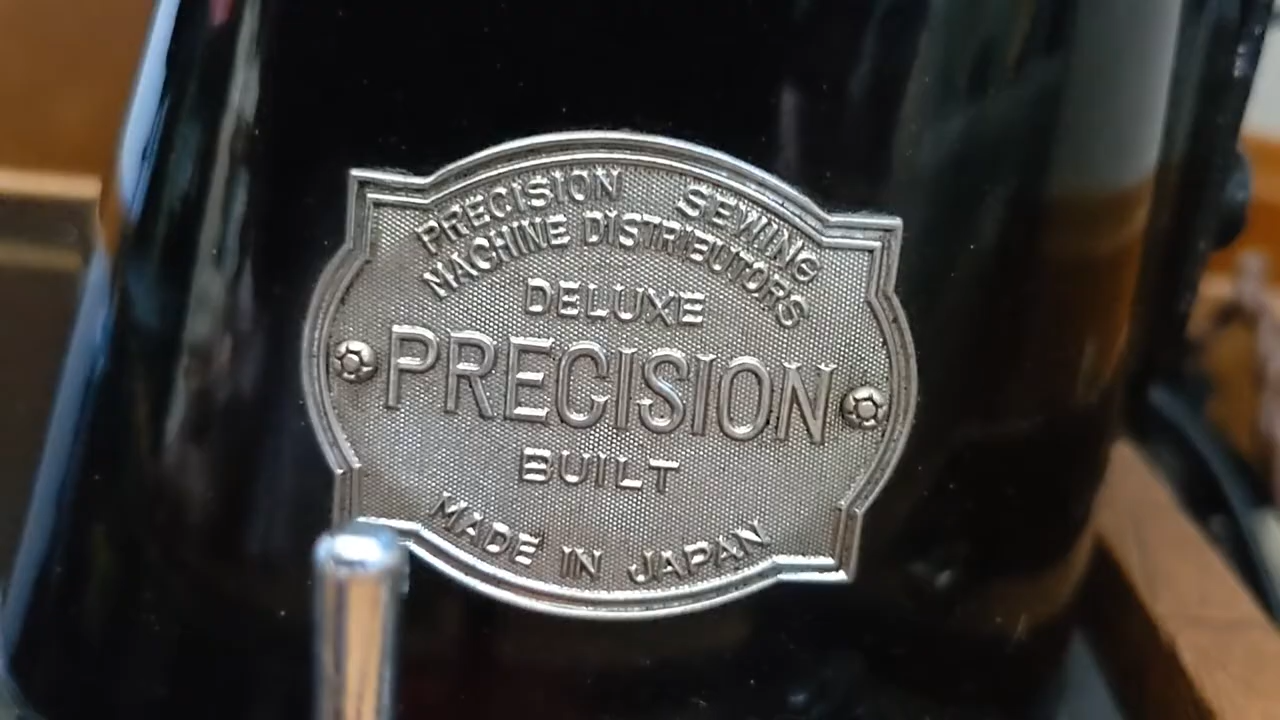 PRECISION SEWING
MACHINE DISTRIBUTORS
DELUXE
PRECISION
BUILT
MADE IN JAPAN